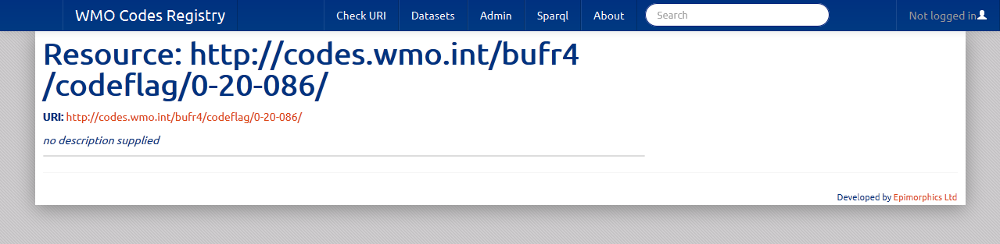 WMO Codes Registry Check URI Datasets Admin Sparql About Search Not logged in
Resource: http://codes.wmo.int/bufr4
/codeflag/0-20-086/
URI: http://codes.wmo.int/bufr4/codeflag/0-20-086/
no description supplied
Developed by Epimorphics Ltd